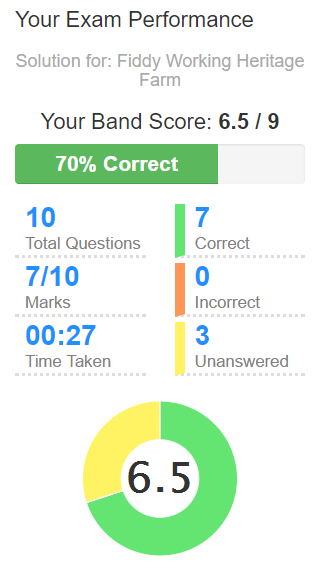 Your Exam Performance
Solution for: Fiddy Working Heritage
Farm
Your Band Score: 6.5 / 9
70% Correct
10
Total Questions
7
Correct
7/10
Marks
0
Incorrect
00:27
Time Taken
3
Unanswered
6.5